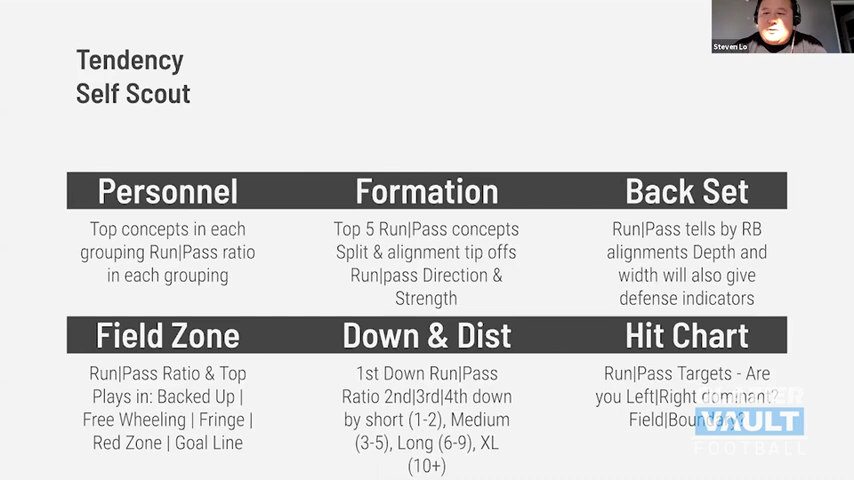 Steven Lo
Tendency
Self Scout
Personnel
Top concepts in each
grouping Run|Pass ratio
in each grouping
Formation
Top 5 Run|Pass concepts
Split & alignment tip offs
Run|pass Direction &
Strength
Back Set
Run|Pass tells by RB
alignments Depth and
width will also give
defense indicators
Field Zone
Run|Pass Ratio & Top
Plays in: Backed Up |
Free Wheeling | Fringe |
Red Zone | Goal Line
Down & Dist
1st Down Run|Pass
Ratio 2nd|3rd|4th down
by short (1-2), Medium
(3-5), Long (6-9), XL
(10+)
Hit Chart
Run|Pass Targets - Are
you Left|Right dominant?
Field|Boundary?
VAULT
FOOTBALL